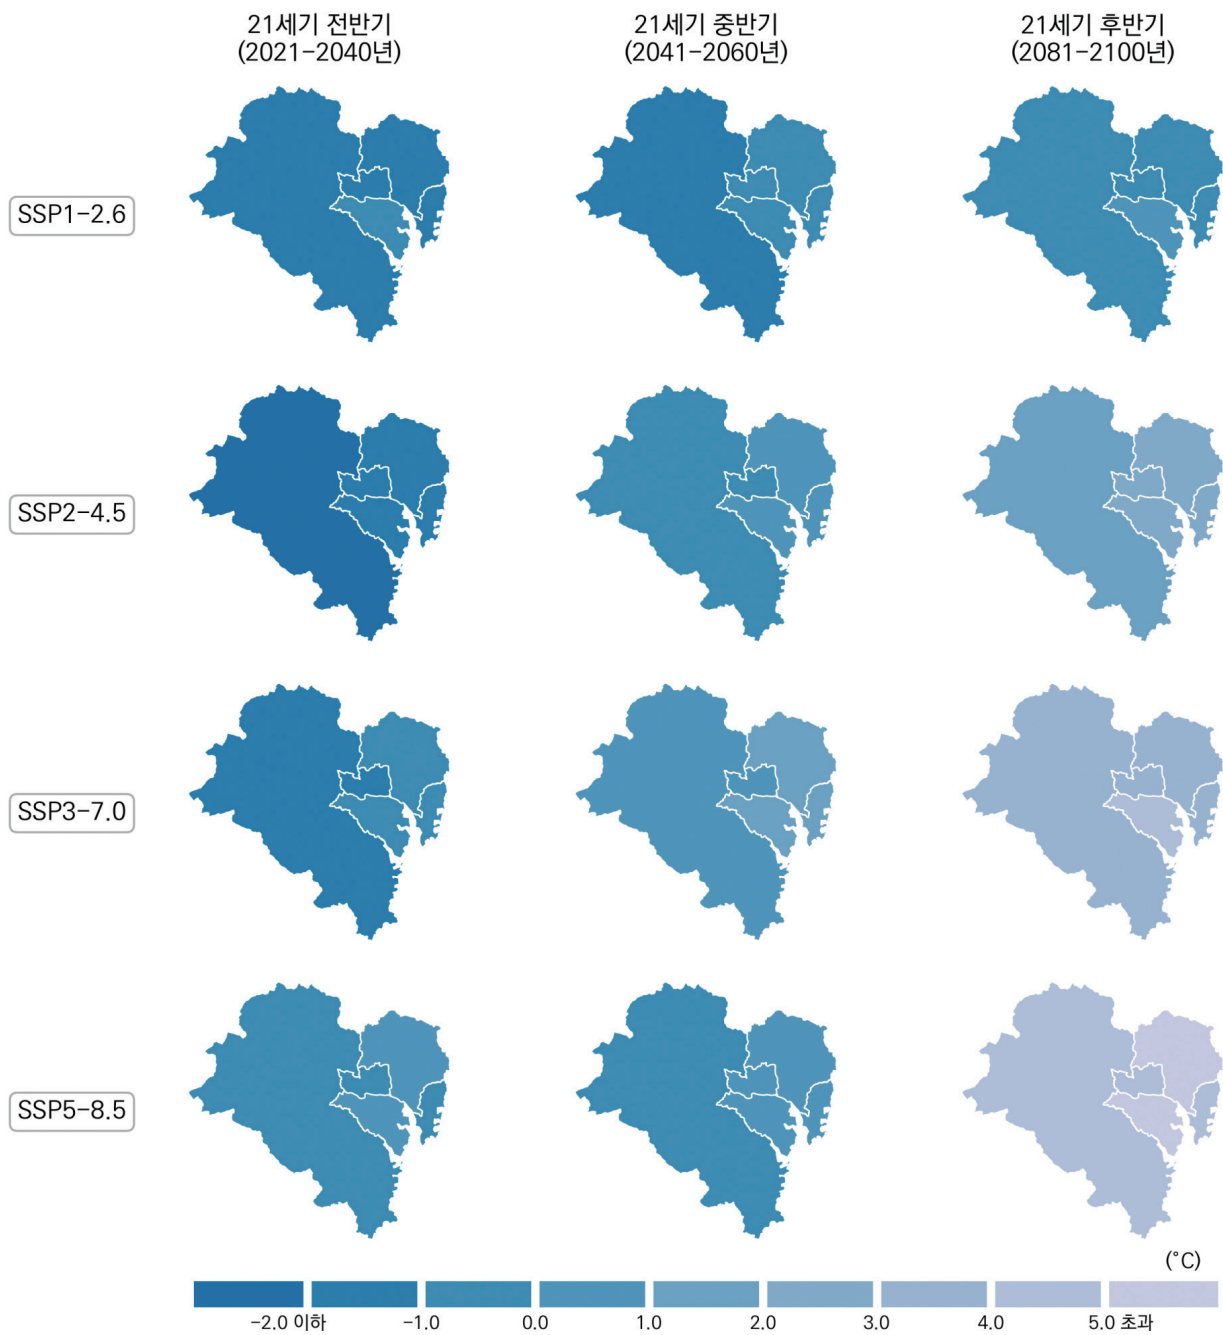 21세기 전반기
(2021-2040년)
21세기 중반기
(2041-2060년)
21세기 후반기
(2081-2100년)
SSP1-2.6
SSP2-4.5
SSP3-7.0
SSP5-8.5
(°C)
-2.0 이하 -1.0 0.0 1.0 2.0 3.0 4.0 5.0 초과